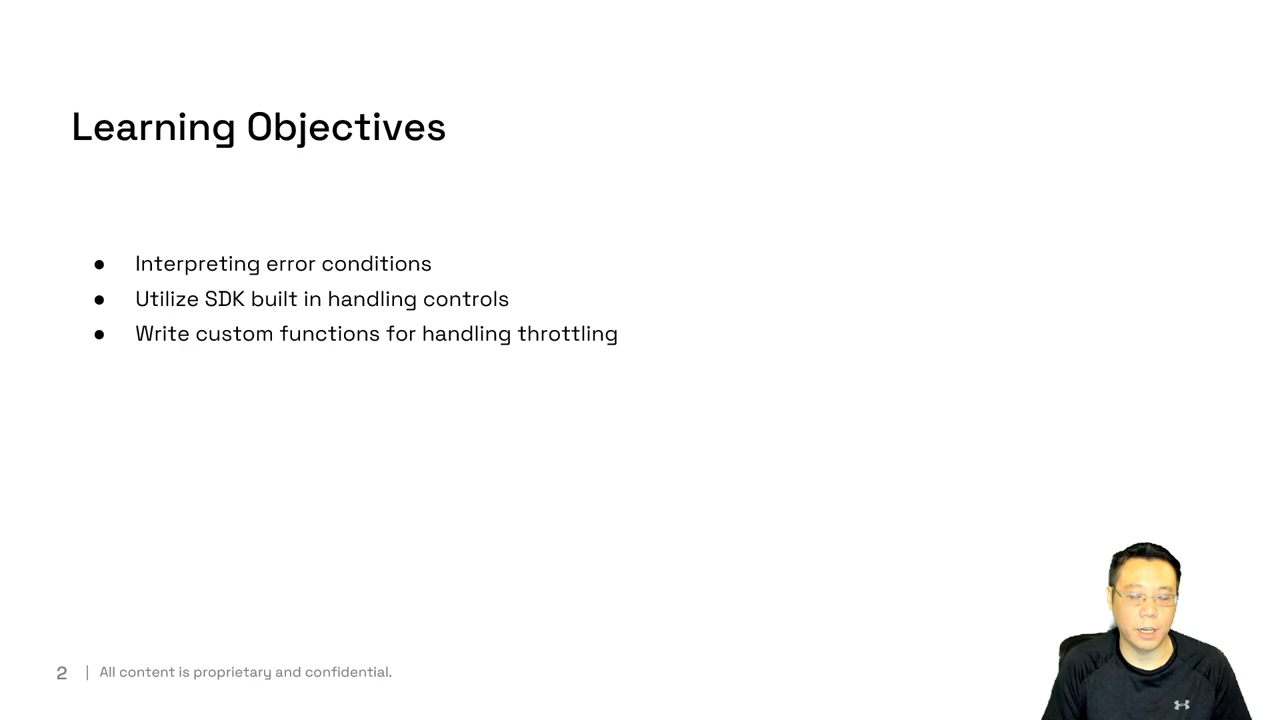 Learning Objectives
● Interpreting error conditions
● Utilize SDK built in handling controls
● Write custom functions for handling throttling
2 | All content is proprietary and confidential.